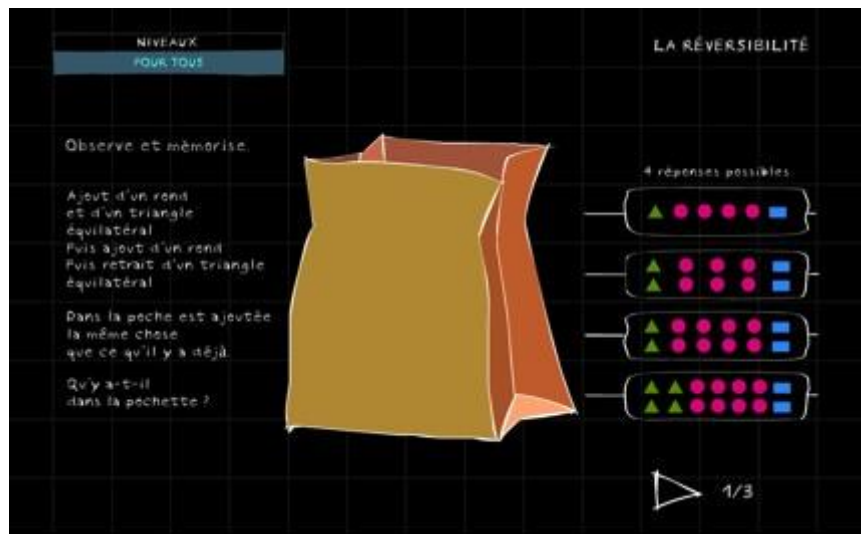 NIVEAUX
POUR TOUS
LA RÉVERSIBILITÉ
Observe et mémorise.
Ajout d'un rond
et d'un triangle
équilatéral
Puis ajout d'un rond
Puis retrait d'un triangle
équilatéral
Dans la poche est ajoutée
la même chose
que ce qu'il y a déjà.
Qu'y a-t-il
dans la pochette ?
4 réponses possibles
1/3